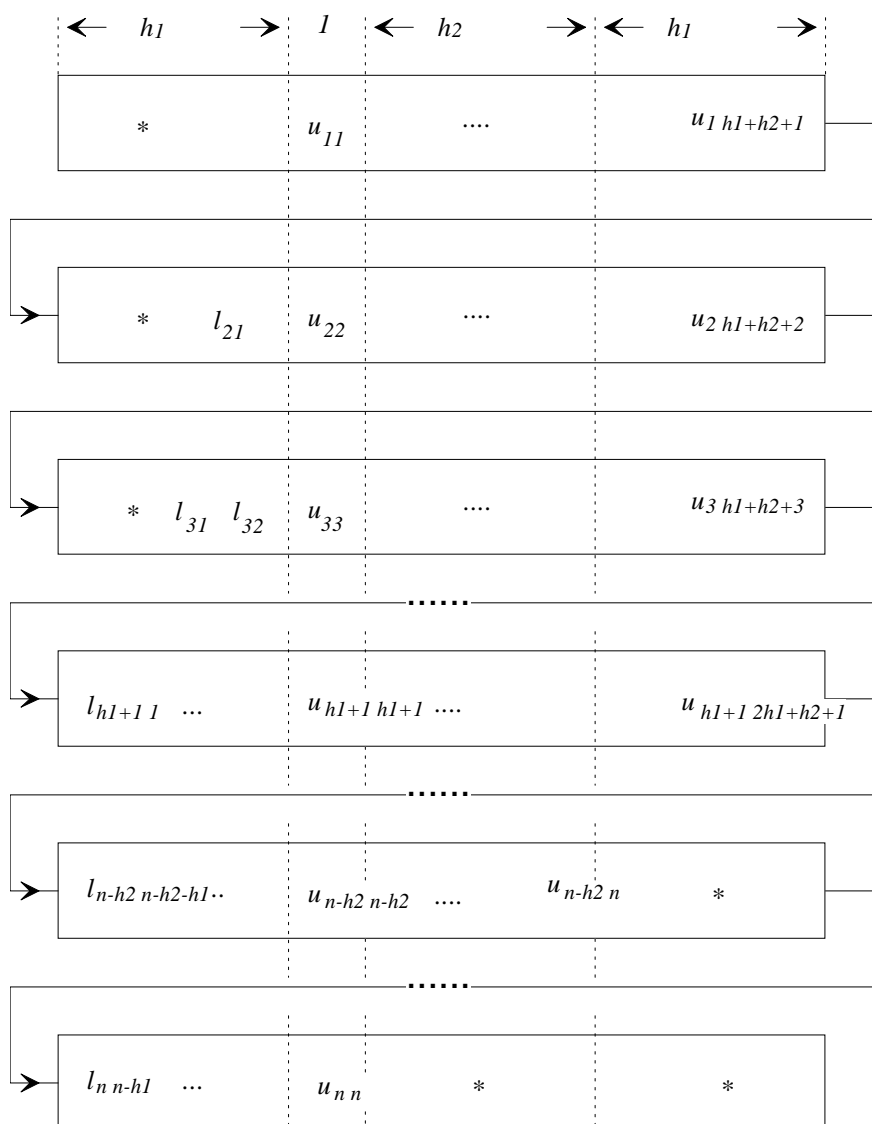 h1 1 h2 h1
* u11 .... u1 h1+h2+1
* l21 u22 .... u2 h1+h2+2
* l31 l32 u33 .... u3 h1+h2+3
......
lh1+1 1 ... uh1+1 h1+1 .... uh1+1 2h1+h2+1
......
ln-h2 n-h2-h1.. un-h2 n-h2 .... un-h2 n *
......
ln n-h1 ... un n * *